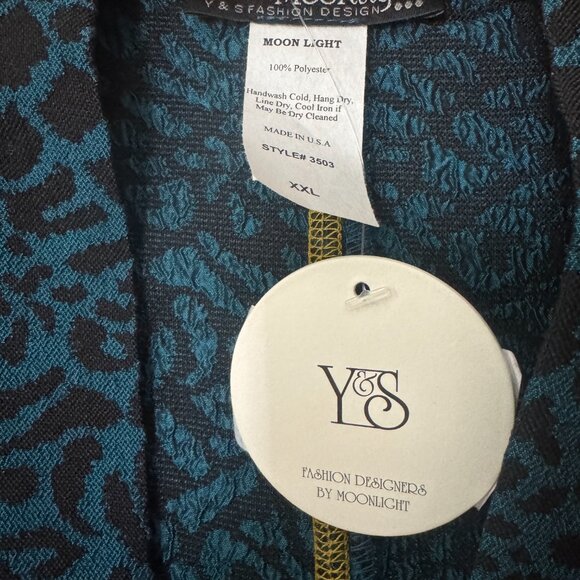 Y & S FASHION DESIGN
MOON LIGHT
100% Polyester
Handwash Cold, Hang Dry,
Line Dry, Cool Iron if
May Be Dry Cleaned
MADE IN U.S.A
STYLE# 3503
XXL
Y&S
FASHION DESIGNERS
BY MOONLIGHT